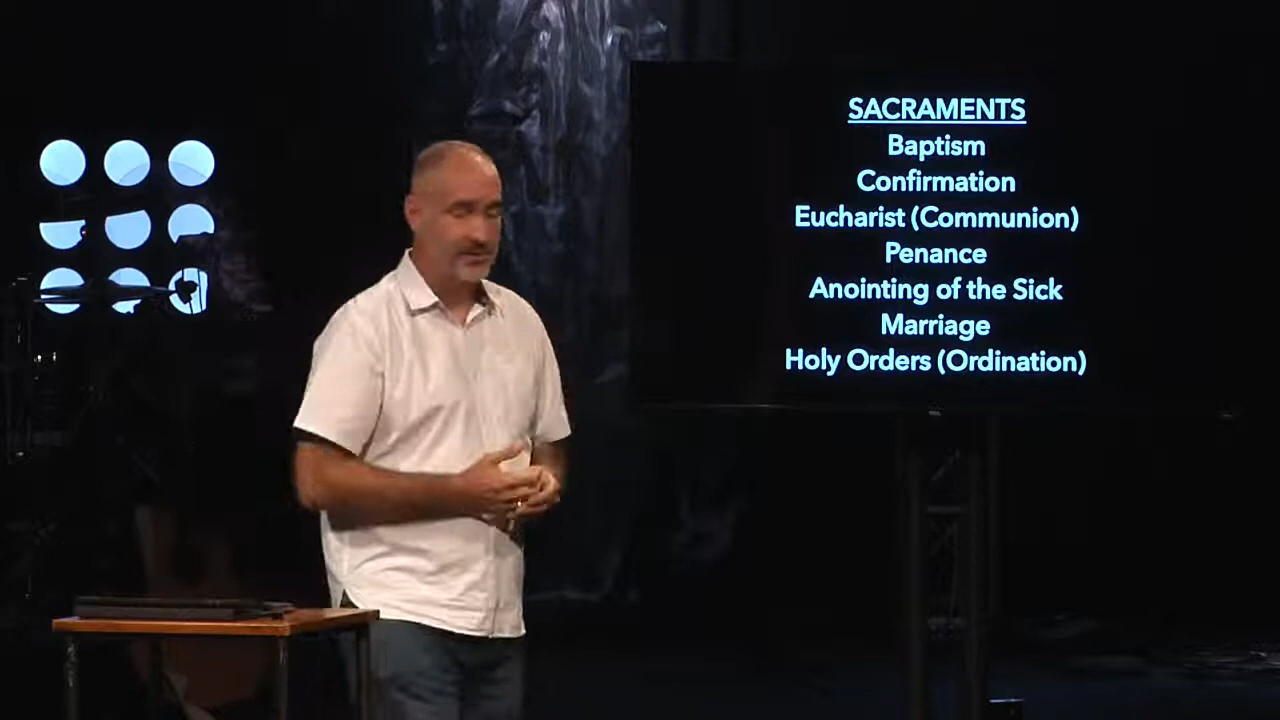 SACRAMENTS
Baptism
Confirmation
Eucharist (Communion)
Penance
Anointing of the Sick
Marriage
Holy Orders (Ordination)